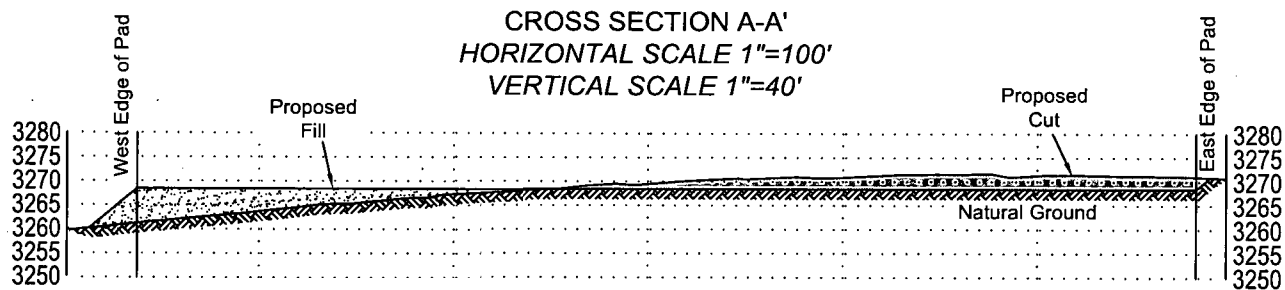 CROSS SECTION A-A'
HORIZONTAL SCALE 1"=100'
VERTICAL SCALE 1"=40'
West Edge of Pad
East Edge of Pad
Proposed
Fill
Proposed
Cut
Natural Ground
3280
3275
3270
3265
3260
3255
3250
3280
3275
3270
3265
3260
3255
3250